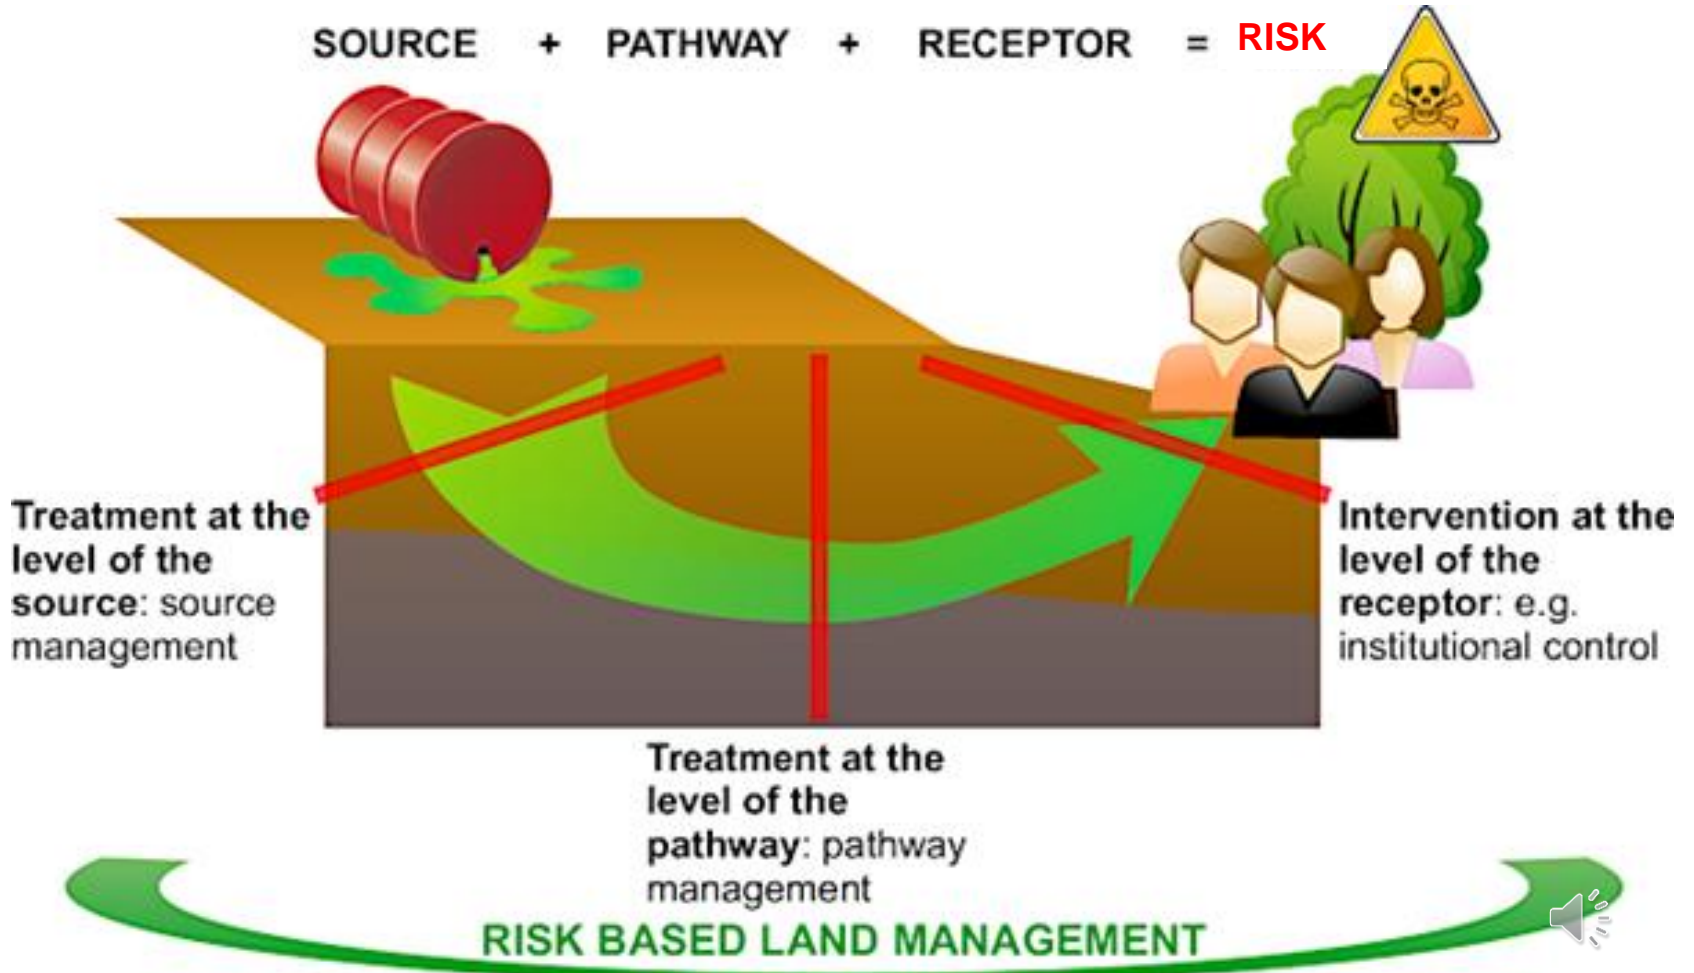 SOURCE + PATHWAY + RECEPTOR = RISK
Treatment at the
level of the
source: source
management
Treatment at the
level of the
pathway: pathway
management
Intervention at the
level of the
receptor: e.g.
institutional control
RISK BASED LAND MANAGEMENT